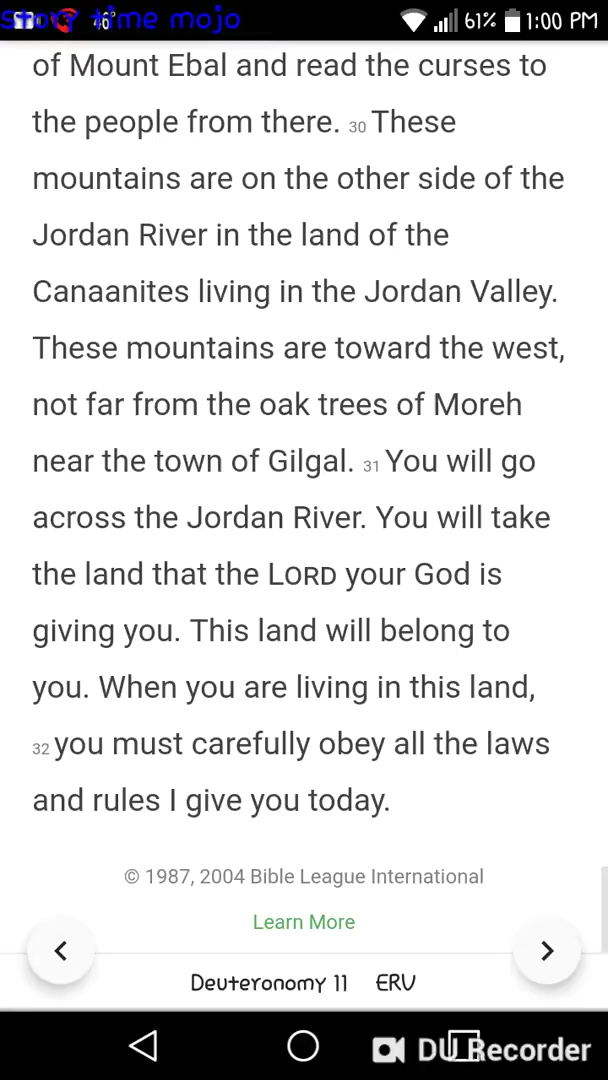 Story time mojo
46° 61% 1:00 PM
of Mount Ebal and read the curses to
the people from there. 30 These
mountains are on the other side of the
Jordan River in the land of the
Canaanites living in the Jordan Valley.
These mountains are toward the west,
not far from the oak trees of Moreh
near the town of Gilgal. 31 You will go
across the Jordan River. You will take
the land that the LORD your God is
giving you. This land will belong to
you. When you are living in this land,
32 you must carefully obey all the laws
and rules I give you today.
© 1987, 2004 Bible League International
Learn More
Deuteronomy 11 ERV
DU Recorder